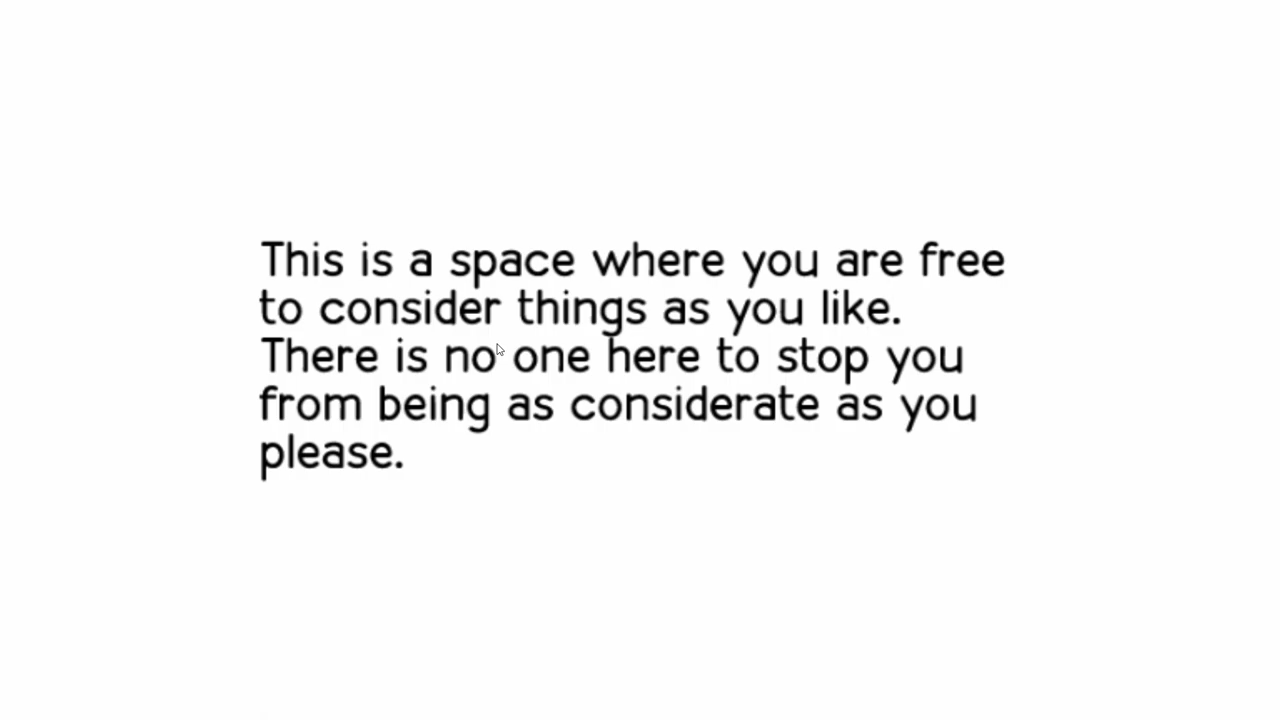 This is a space where you are free
to consider things as you like.
There is no one here to stop you
from being as considerate as you
please.